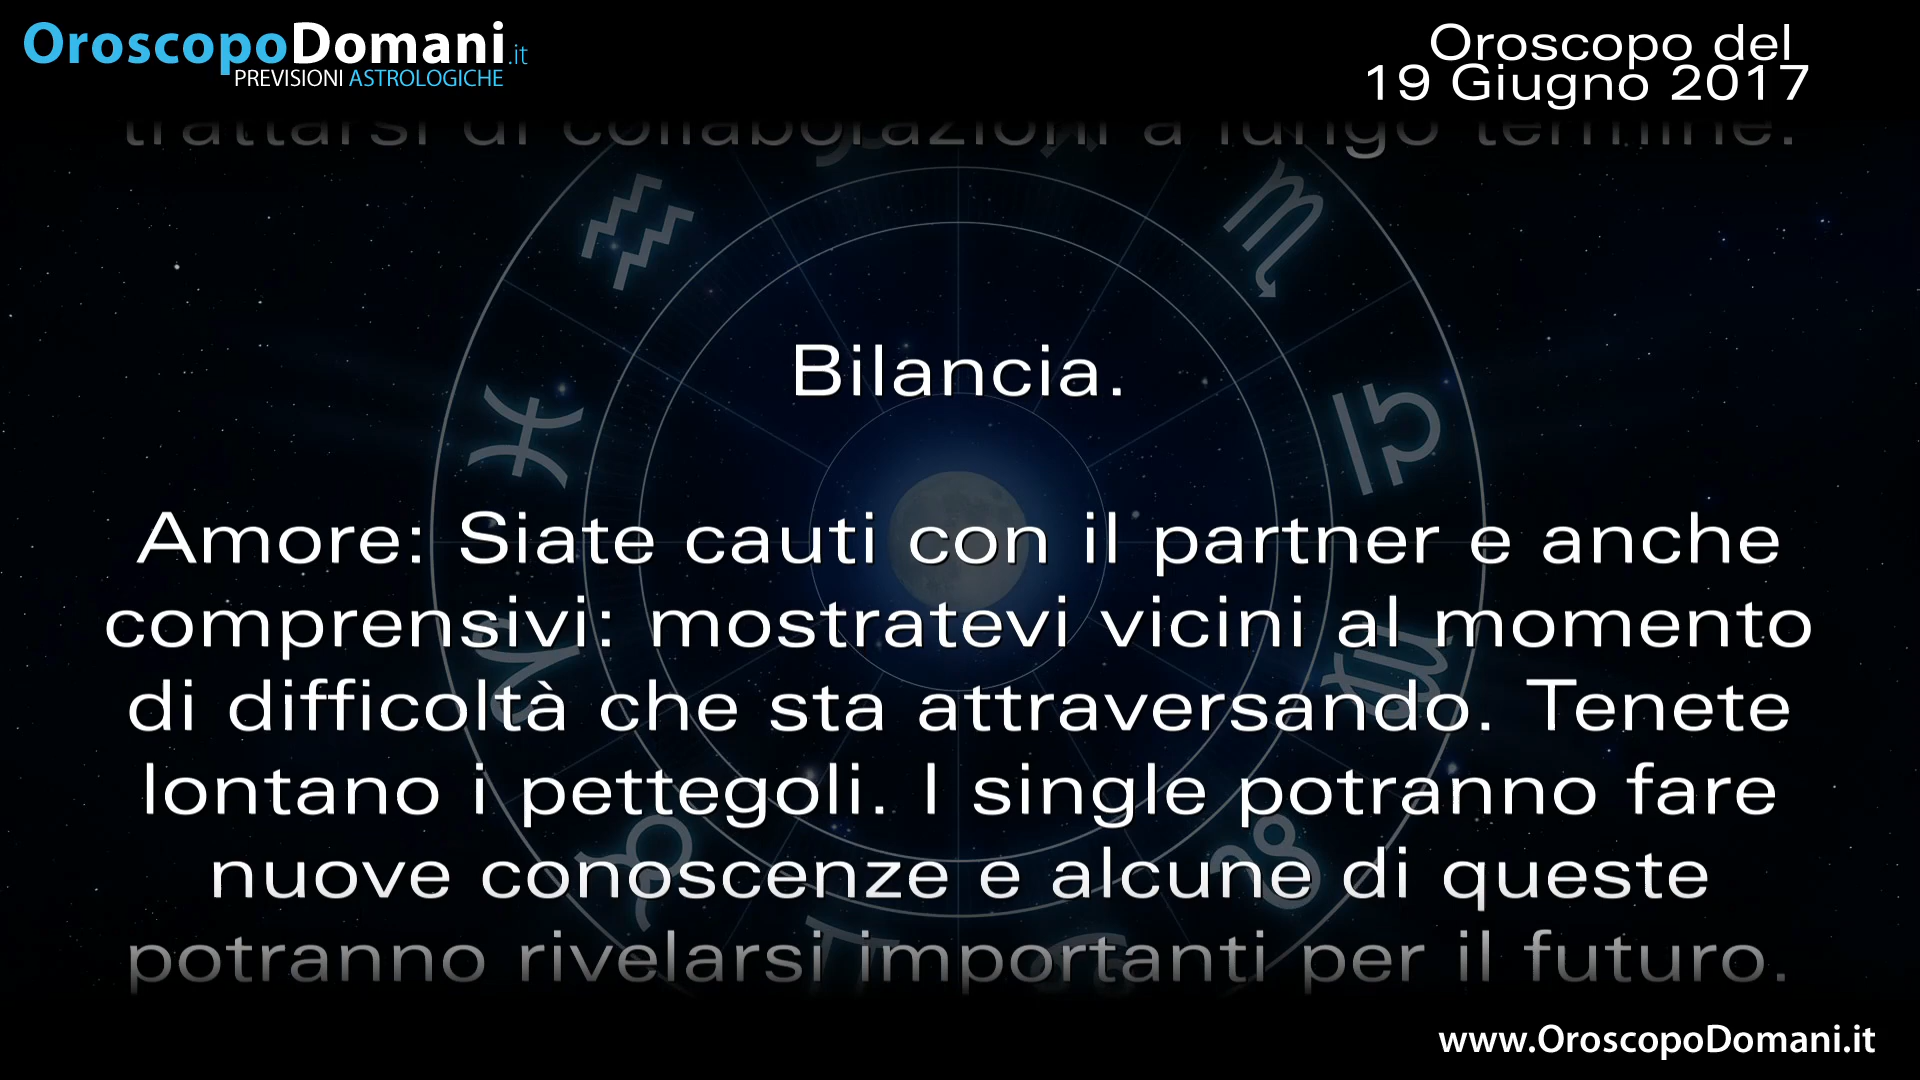 OroscopoDomani.it
PREVISIONI ASTROLOGICHE
Oroscopo del
19 Giugno 2017
trattarsi di collaborazioni a lungo termine.
Bilancia.
Amore: Siate cauti con il partner e anche
comprensivi: mostratevi vicini al momento
di difficoltà che sta attraversando. Tenete
lontano i pettegoli. I single potranno fare
nuove conoscenze e alcune di queste
potranno rivelarsi importanti per il futuro.
www.OroscopoDomani.it